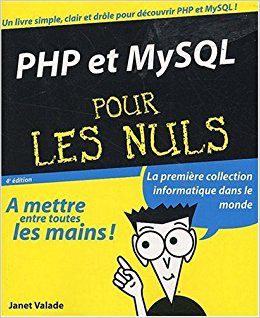 Un livre simple, clair et drôle pour découvrir PHP et MySQL !
PHP et MySQL
POUR
LES NULS
4e édition
La première collection
informatique dans le
monde
A mettre
entre toutes
les mains !
Janet Valade